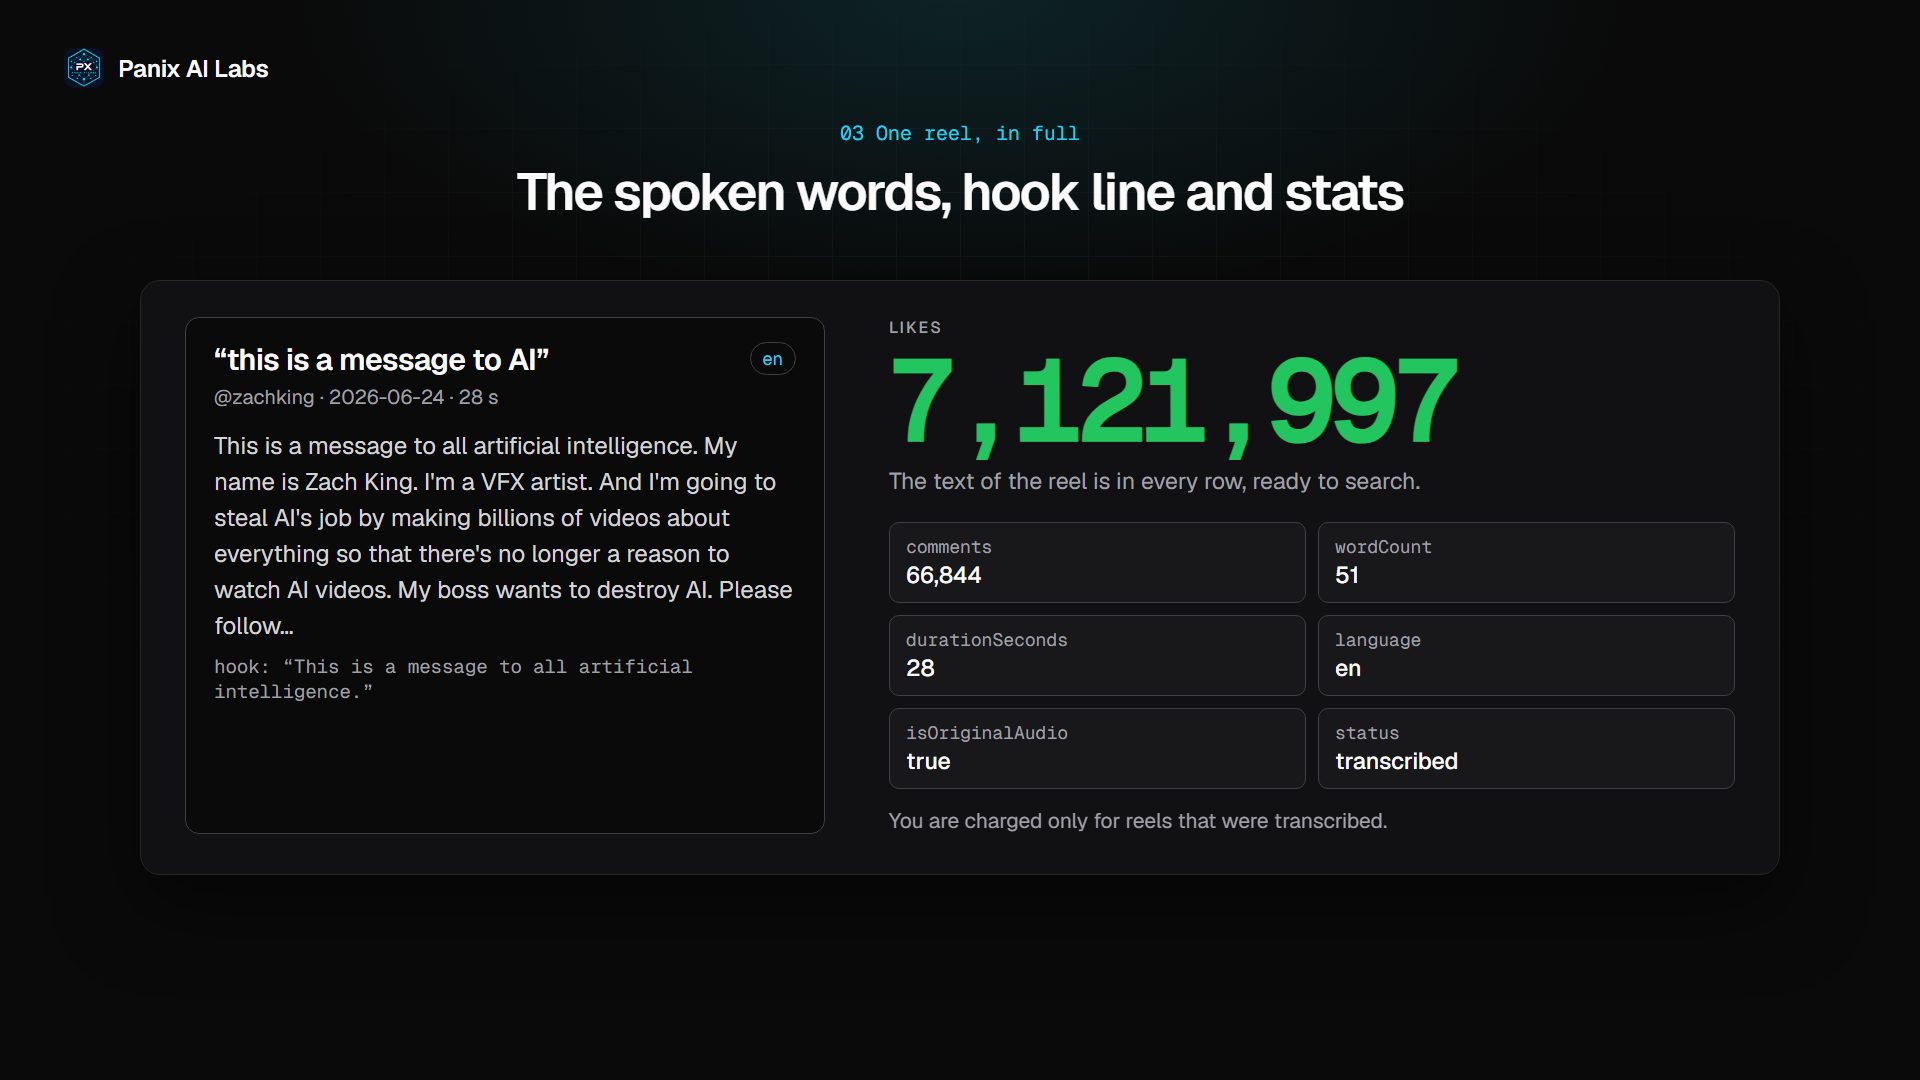 PX
Panix AI Labs
03 One reel, in full
The spoken words, hook line and stats
“this is a message to AI”
en
@zachking · 2026-06-24 · 28 s
This is a message to all artificial intelligence. My
name is Zach King. I'm a VFX artist. And I'm going to
steal AI's job by making billions of videos about
everything so that there's no longer a reason to
watch AI videos. My boss wants to destroy AI. Please
follow…
hook: “This is a message to all artificial
intelligence.”
LIKES
7,121,997
The text of the reel is in every row, ready to search.
comments
66,844
wordCount
51
durationSeconds
28
language
en
isOriginalAudio
true
status
transcribed
You are charged only for reels that were transcribed.